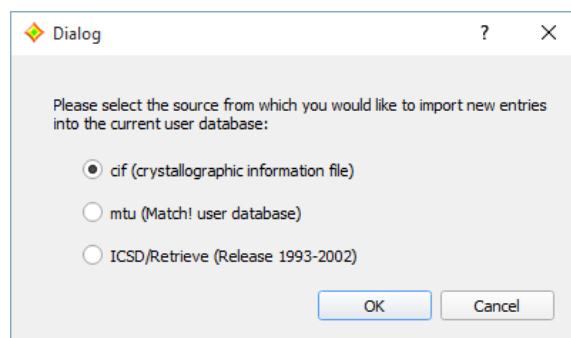 Dialog
?
Please select the source from which you would like to import new entries
into the current user database:
cif (crystallographic information file)
mtu (Match! user database)
ICSD/Retrieve (Release 1993-2002)
OK Cancel